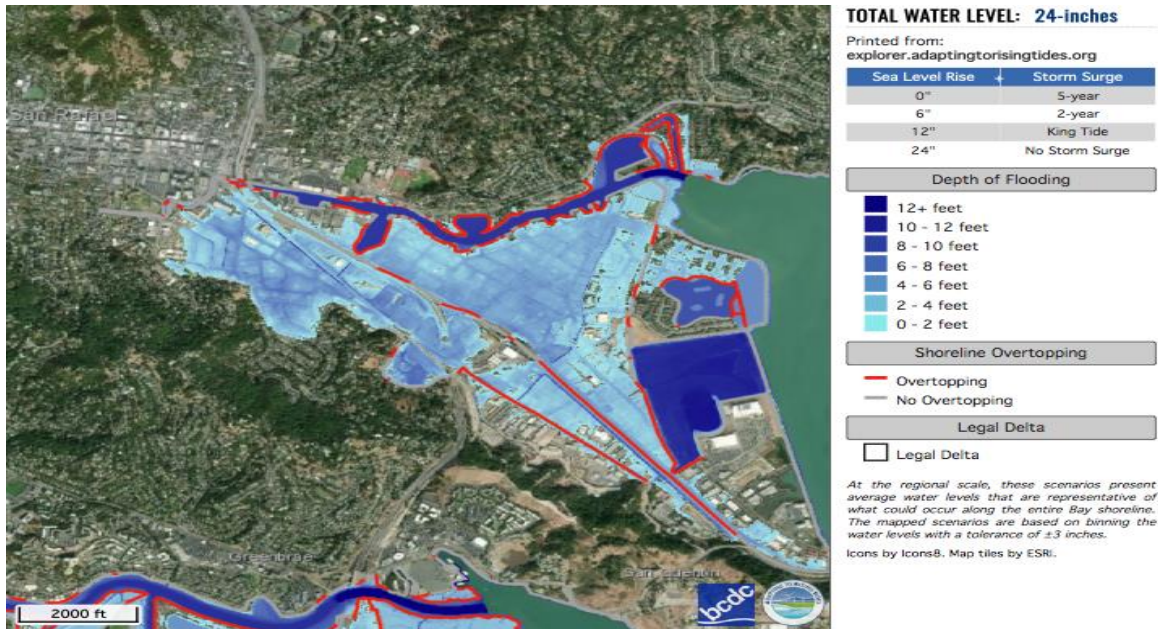 San Rafael
Greenbrae
San Quentin
2000 ft
bcdc
TOTAL WATER LEVEL: 24-inches
Printed from:
explorer.adaptingtorisingtides.org
Sea Level Rise + Storm Surge
0" 5-year
6" 2-year
12" King Tide
24" No Storm Surge
Depth of Flooding
12+ feet
10 - 12 feet
8 - 10 feet
6 - 8 feet
4 - 6 feet
2 - 4 feet
0 - 2 feet
Shoreline Overtopping
Overtopping
No Overtopping
Legal Delta
Legal Delta
At the regional scale, these scenarios present
average water levels that are representative of
what could occur along the entire Bay shoreline.
The mapped scenarios are based on binning the
water levels with a tolerance of ±3 inches.
Icons by Icons8. Map tiles by ESRI.